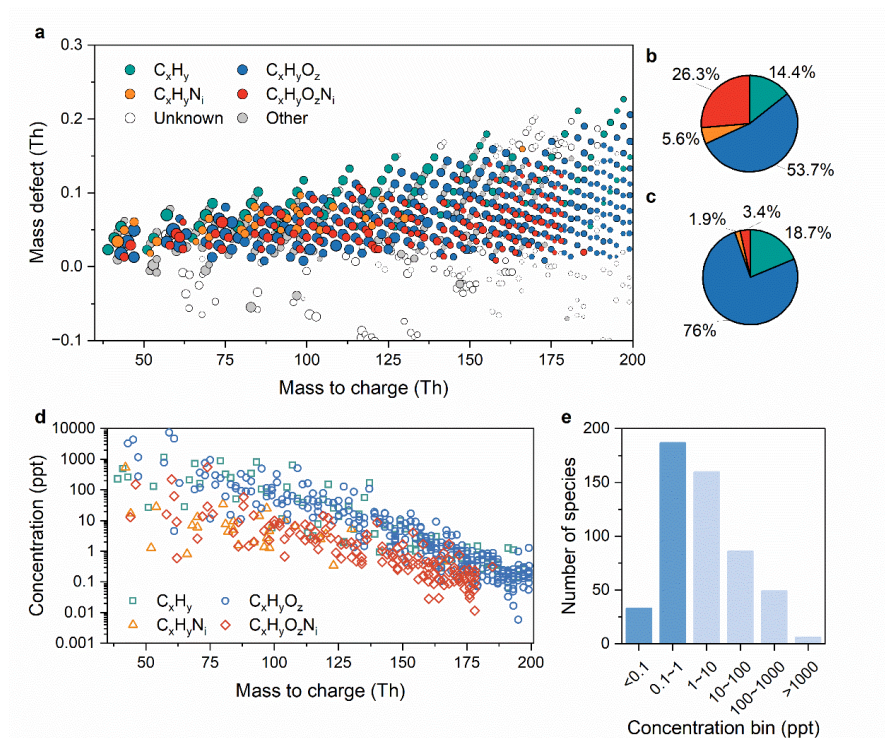 a
0.3
0.2
0.1
0.0
−0.1
Mass defect (Th)
CxHy
CxHyOz
CxHyNi
CxHyOzNi
Unknown
Other
50
75
100
125
150
175
200
Mass to charge (Th)
b
26.3%
14.4%
5.6%
53.7%
c
1.9%
3.4%
18.7%
76%
d
10000
1000
100
10
1
0.1
0.01
0.001
Concentration (ppt)
CxHy
CxHyOz
CxHyNi
CxHyOzNi
50
75
100
125
150
175
200
Mass to charge (Th)
e
200
150
100
50
0
Number of species
<0.1
0.1~1
1~10
10~100
100~1000
>1000
Concentration bin (ppt)